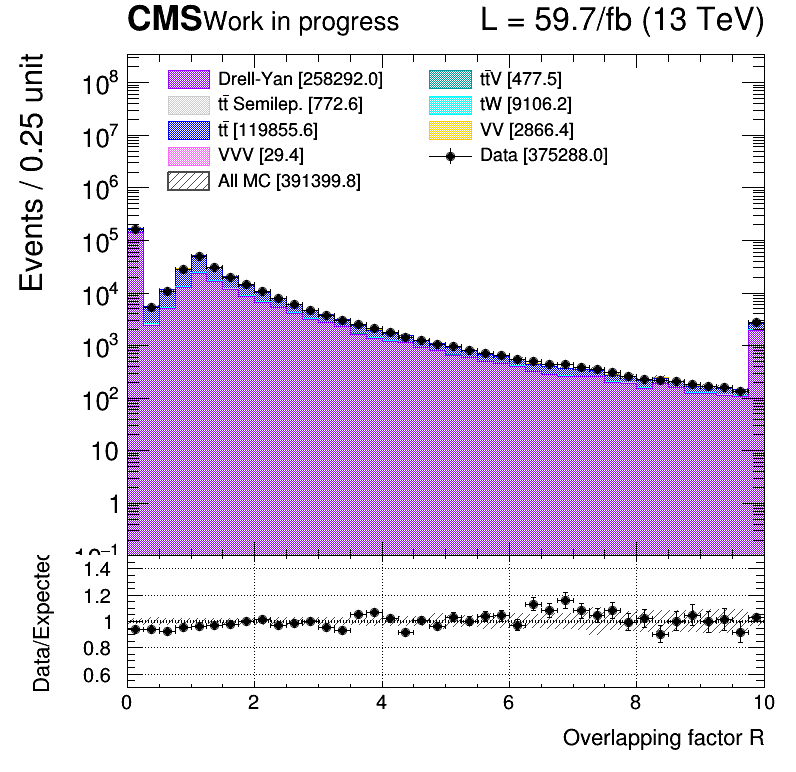 CMS Work in progress L = 59.7/fb (13 TeV)
Events / 0.25 unit
Drell-Yan [258292.0] tt̄V [477.5]
tt̄ Semilep. [772.6] tW [9106.2]
tt̄ [119855.6] VV [2866.4]
VVV [29.4] Data [375288.0]
All MC [391399.8]
10⁸
10⁷
10⁶
10⁵
10⁴
10³
10²
10
1
10⁻¹
Data/Expected
1.4
1.2
1
0.8
0.6
0 2 4 6 8 10
Overlapping factor R